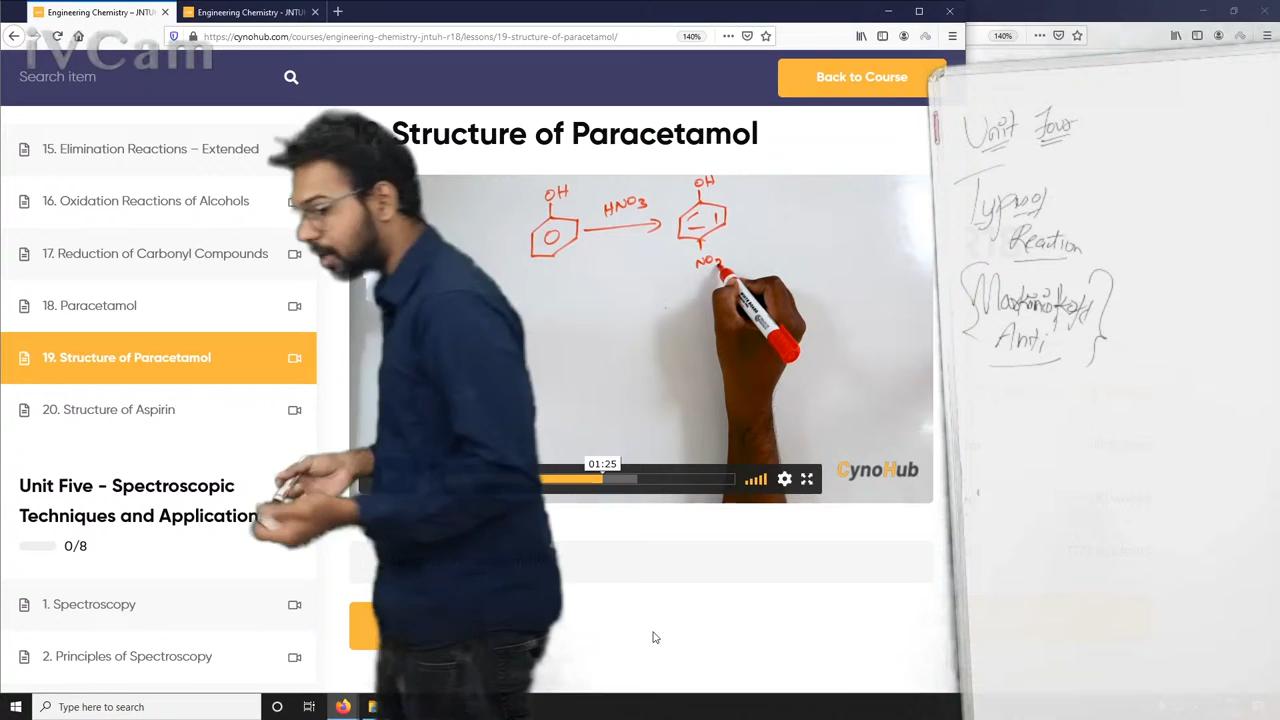 Engineering Chemistry – JNTU
Engineering Chemistry - JNTUH
https://cynohub.com/courses/engineering-chemistry-jntuh-r18/lessons/19-structure-of-paracetamol/
140%
140%
iVCam
Search item
Back to Course
Structure of Paracetamol
15. Elimination Reactions – Extended
16. Oxidation Reactions of Alcohols
17. Reduction of Carbonyl Compounds
18. Paracetamol
19. Structure of Paracetamol
20. Structure of Aspirin
Unit Five - Spectroscopic
Techniques and Application
0/8
1. Spectroscopy
2. Principles of Spectroscopy
OH
HNO3
OH
NO2
01:25
CynoHub
Unit Four
Types of
Reaction
Anti
Type here to search